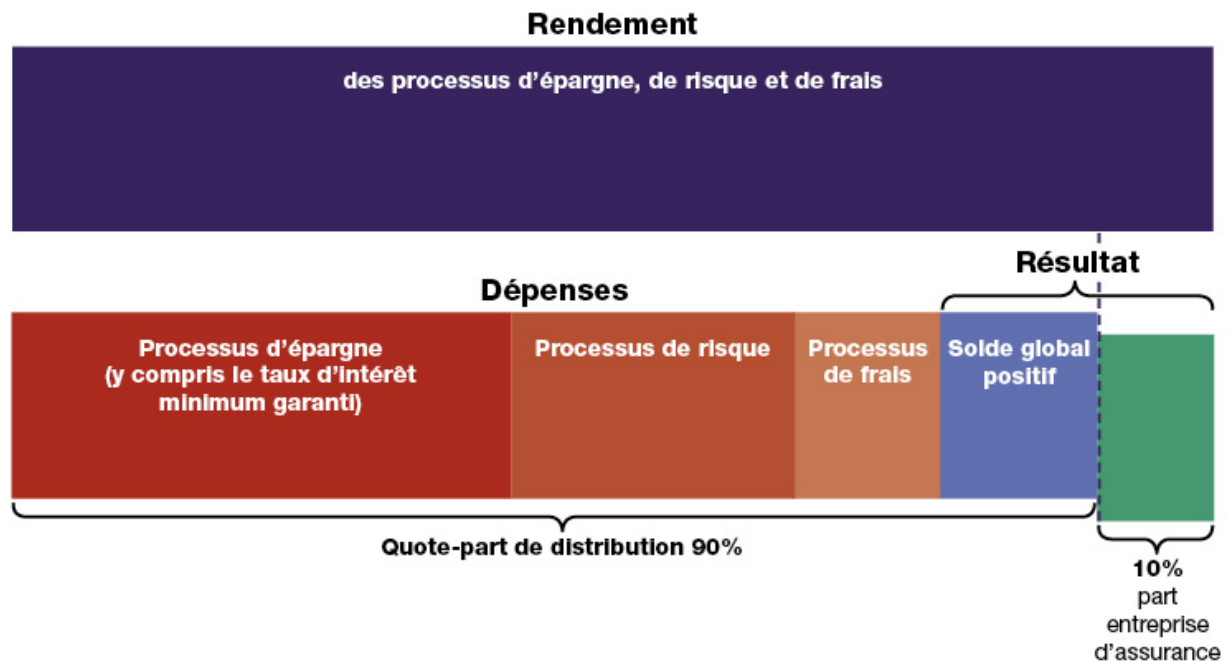 Rendement
des processus d'épargne, de risque et de frais
Résultat
Dépenses
Processus d'épargne
(y compris le taux d'intérêt
minimum garanti)
Processus de risque
Processus
de frais
Solde global
positif
Quote-part de distribution 90%
10%
part
entreprise
d'assurance